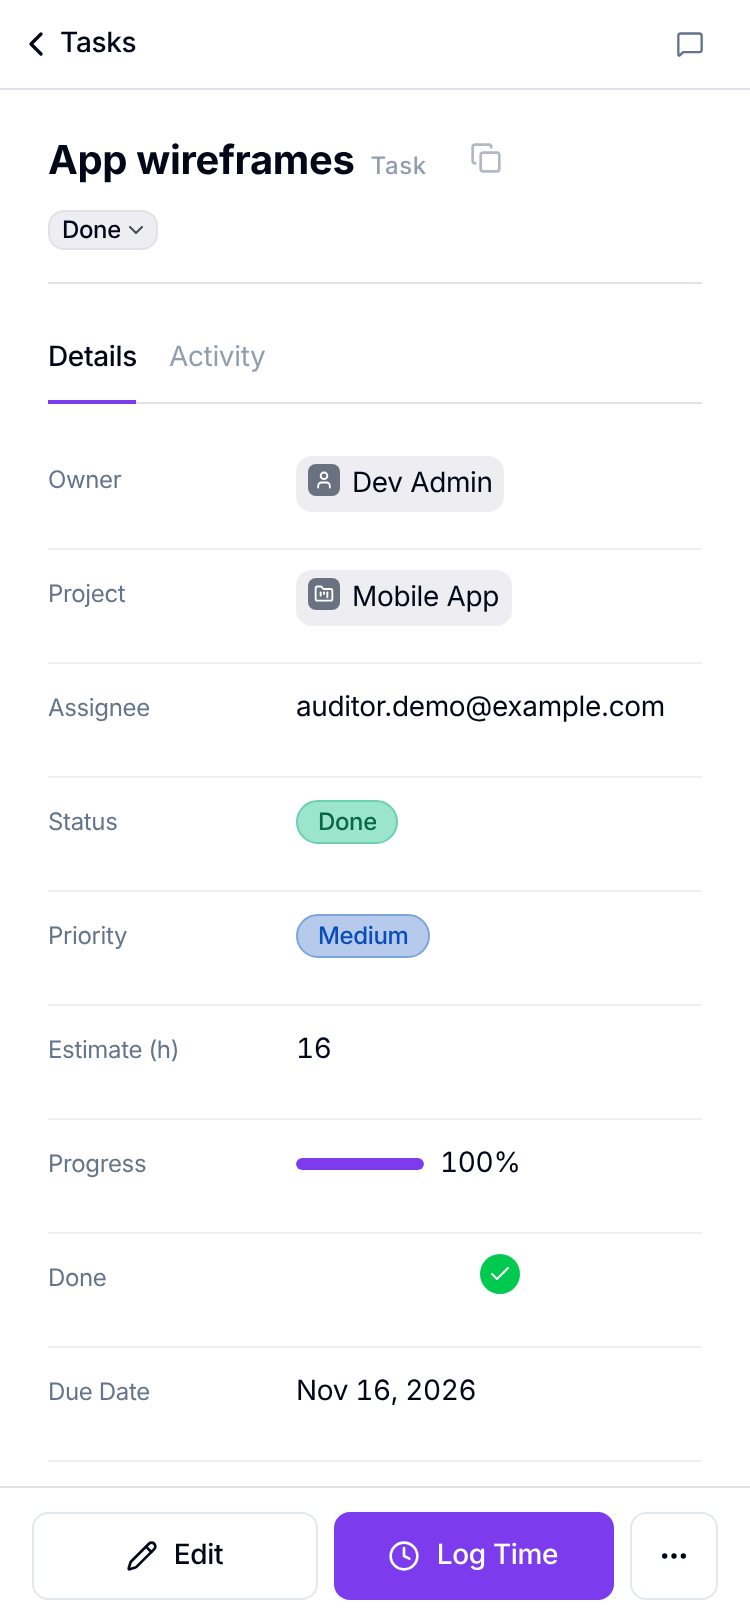 Tasks
App wireframes Task
Done
Details Activity
Owner Dev Admin
Project Mobile App
Assignee auditor.demo@example.com
Status Done
Priority Medium
Estimate (h) 16
Progress 100%
Done
Due Date Nov 16, 2026
Edit Log Time